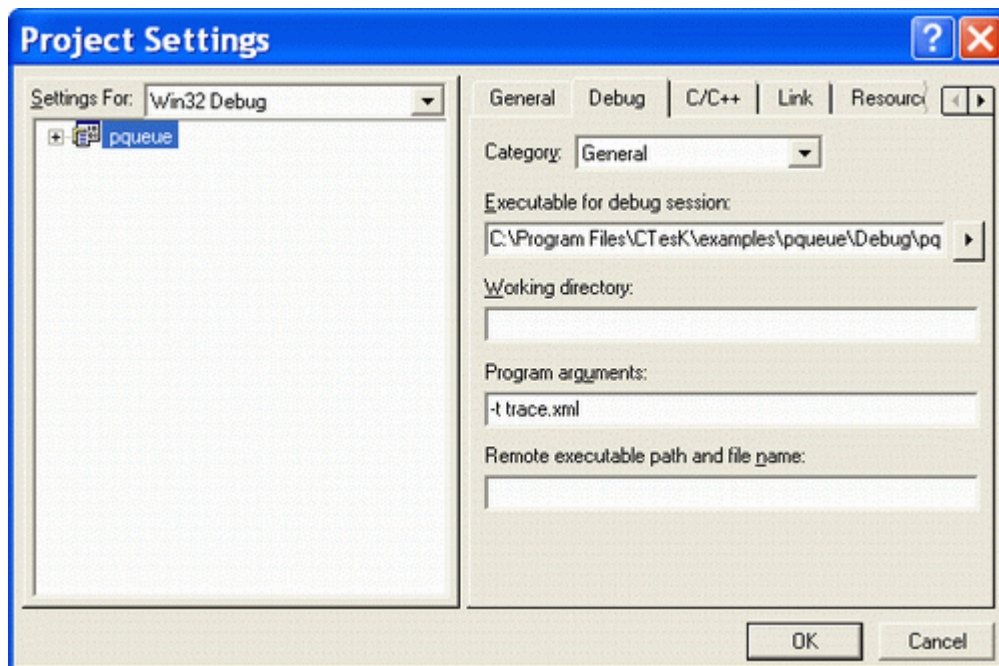 Project Settings
Settings For: Win32 Debug
pqueue
General Debug C/C++ Link Resourc
Category: General
Executable for debug session:
C:\Program Files\CTesK\examples\pqueue\Debug\pq
Working directory:
Program arguments:
-t trace.xml
Remote executable path and file name:
OK Cancel